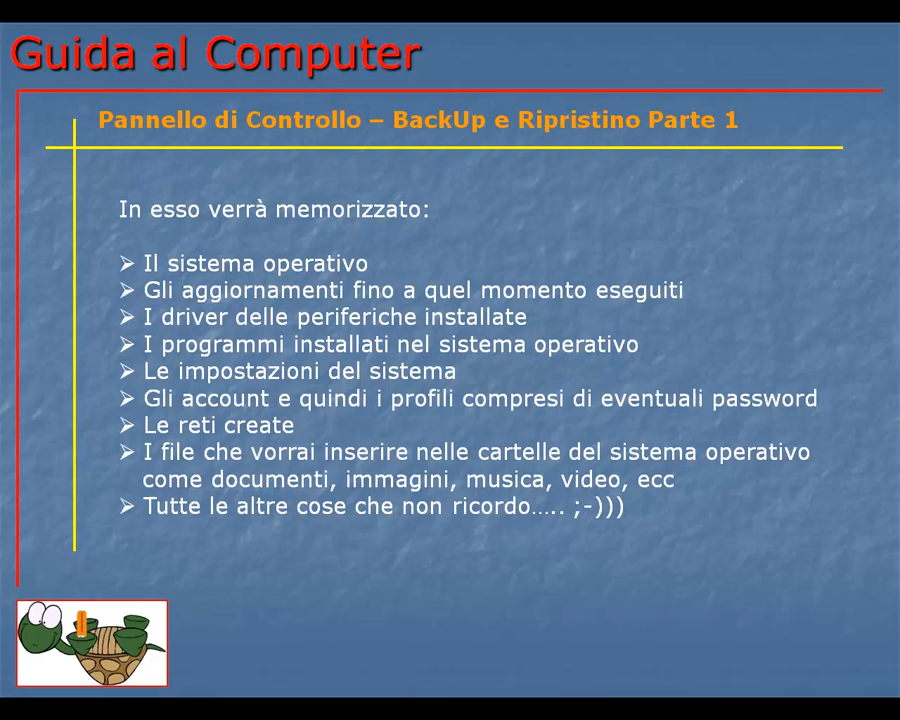 Guida al Computer
Pannello di Controllo – BackUp e Ripristino Parte 1
In esso verrà memorizzato:
➢ Il sistema operativo
➢ Gli aggiornamenti fino a quel momento eseguiti
➢ I driver delle periferiche installate
➢ I programmi installati nel sistema operativo
➢ Le impostazioni del sistema
➢ Gli account e quindi i profili compresi di eventuali password
➢ Le reti create
➢ I file che vorrai inserire nelle cartelle del sistema operativo
come documenti, immagini, musica, video, ecc
➢ Tutte le altre cose che non ricordo….. ;-)))